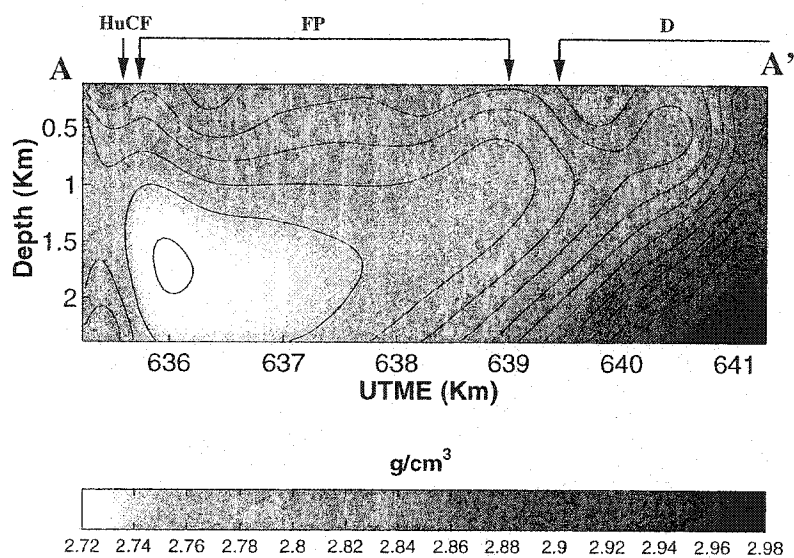 HuCF FP D
A A’
0.5
1
1.5
2
Depth (Km)
636 637 638 639 640 641
UTME (Km)
g/cm³
2.72 2.74 2.76 2.78 2.8 2.82 2.84 2.86 2.88 2.9 2.92 2.94 2.96 2.98